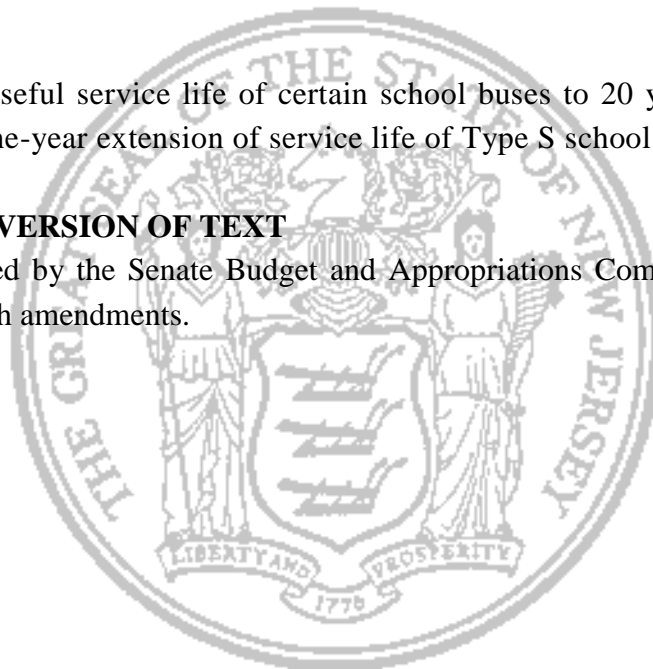 seful service life of certain school buses to 20 y
ne-year extension of service life of Type S school
VERSION OF TEXT
ed by the Senate Budget and Appropriations Com
h amendments.
THE GREAT SEAL OF THE STATE OF NEW JERSEY
LIBERTY AND PROSPERITY
1776